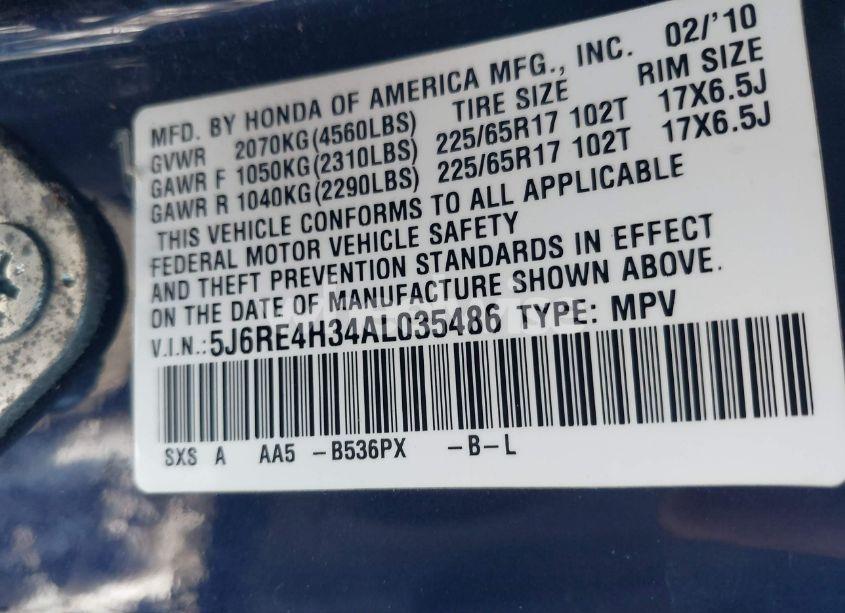 MFD. BY HONDA OF AMERICA MFG., INC. 02/'10
GVWR 2070KG(4560LBS) TIRE SIZE RIM SIZE
GAWR F 1050KG(2310LBS) 225/65R17 102T 17X6.5J
GAWR R 1040KG(2290LBS) 225/65R17 102T 17X6.5J
THIS VEHICLE CONFORMS TO ALL APPLICABLE
FEDERAL MOTOR VEHICLE SAFETY
AND THEFT PREVENTION STANDARDS IN EFFECT
ON THE DATE OF MANUFACTURE SHOWN ABOVE.
V.I.N.:5J6RE4H34AL035486 TYPE: MPV
SXS A AA5 -B536PX -B-L